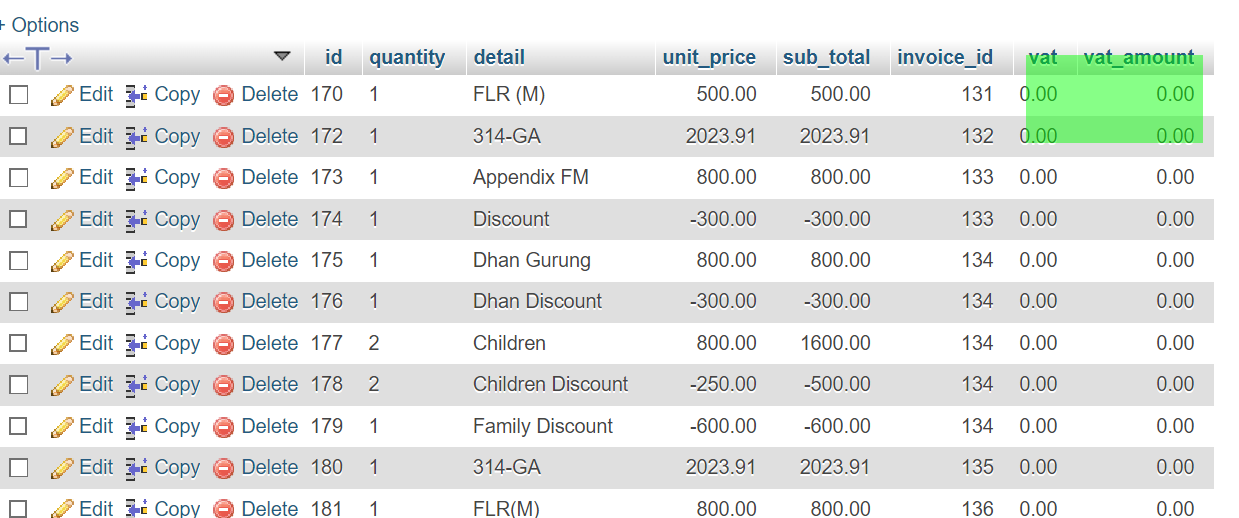 + Options
←T→ id quantity detail unit_price sub_total invoice_id vat vat_amount
Edit Copy Delete 170 1 FLR (M) 500.00 500.00 131 0.00 0.00
Edit Copy Delete 172 1 314-GA 2023.91 2023.91 132 0.00 0.00
Edit Copy Delete 173 1 Appendix FM 800.00 800.00 133 0.00 0.00
Edit Copy Delete 174 1 Discount -300.00 -300.00 133 0.00 0.00
Edit Copy Delete 175 1 Dhan Gurung 800.00 800.00 134 0.00 0.00
Edit Copy Delete 176 1 Dhan Discount -300.00 -300.00 134 0.00 0.00
Edit Copy Delete 177 2 Children 800.00 1600.00 134 0.00 0.00
Edit Copy Delete 178 2 Children Discount -250.00 -500.00 134 0.00 0.00
Edit Copy Delete 179 1 Family Discount -600.00 -600.00 134 0.00 0.00
Edit Copy Delete 180 1 314-GA 2023.91 2023.91 135 0.00 0.00
Edit Copy Delete 181 1 FLR(M) 800.00 800.00 136 0.00 0.00